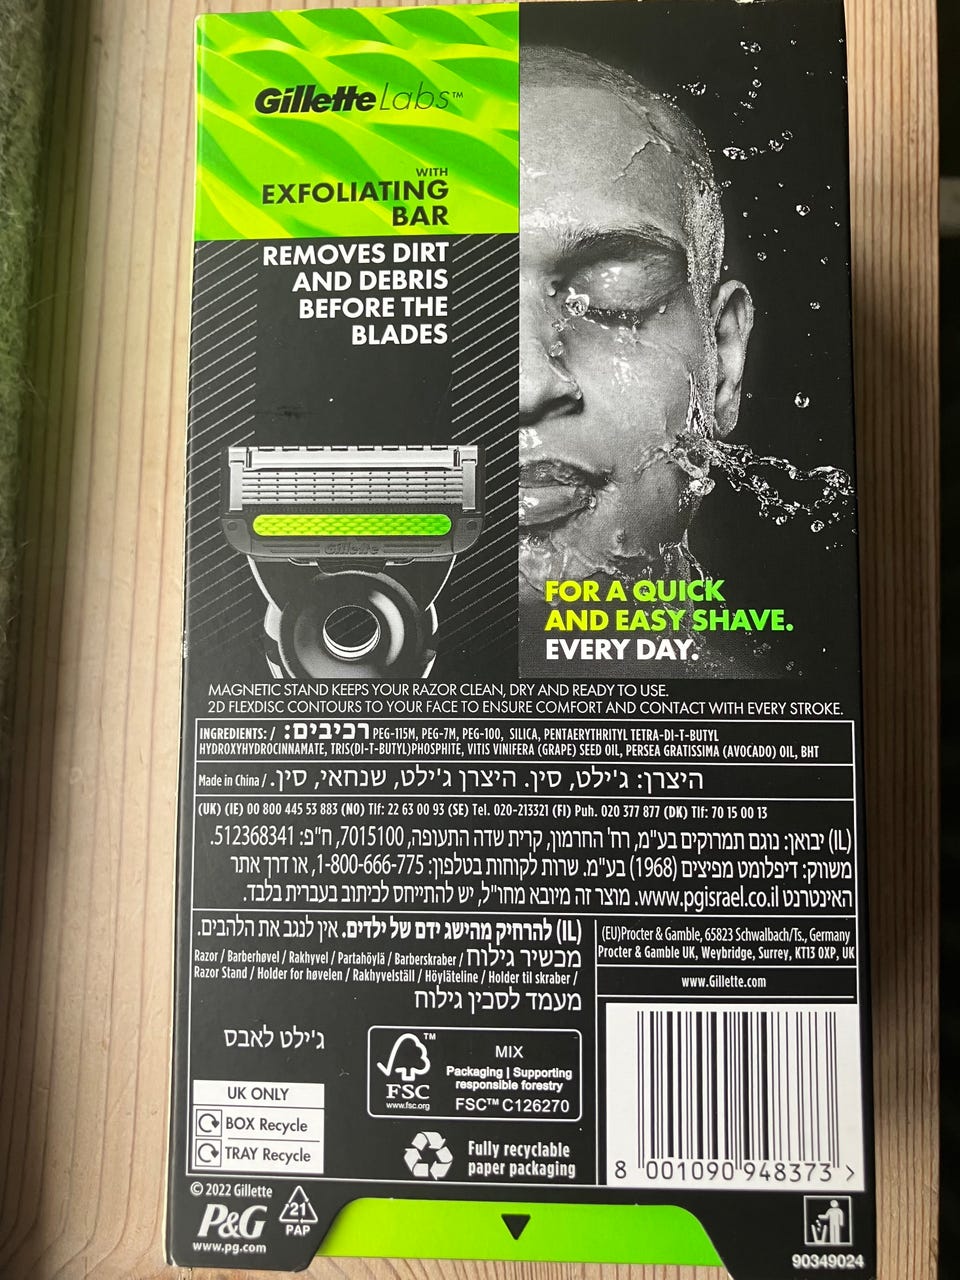 Gillette Labs™
WITH
EXFOLIATING
BAR
REMOVES DIRT
AND DEBRIS
BEFORE THE
BLADES
Gillette
FOR A QUICK
AND EASY SHAVE.
EVERY DAY.
MAGNETIC STAND KEEPS YOUR RAZOR CLEAN, DRY AND READY TO USE.
2D FLEXDISC CONTOURS TO YOUR FACE TO ENSURE COMFORT AND CONTACT WITH EVERY STROKE.
INGREDIENTS: / רכיבים: PEG-115M, PEG-7M, PEG-100, SILICA, PENTAERYTHRITYL TETRA-DI-T-BUTYL
HYDROXYHYDROCINNAMATE, TRIS(DI-T-BUTYL)PHOSPHITE, VITIS VINIFERA (GRAPE) SEED OIL, PERSEA GRATISSIMA (AVOCADO) OIL, BHT
Made in China / היצרן: ג'ילט, סין. היצרן ג'ילט, שנחאי, סין.
(UK) (IE) 00 800 445 53 883 (NO) Tlf: 22 63 00 93 (SE) Tel. 020-213321 (FI) Puh. 020 377 877 (DK) Tlf: 70 15 00 13
(IL) יבואן: נוגם תמרוקים בע"מ, רח' החרמון, קרית שדה התעופה, 7015100, ח"פ: 512368341.
משווק: דיפלומט מפיצים (1968) בע"מ. שרות לקוחות בטלפון: 1-800-666-775, או דרך אתר
האינטרנט www.pgisrael.co.il. מוצר זה מיובא מחו"ל, יש להתייחס לכיתוב בעברית בלבד.
(IL) להרחיק מהישג ידם של ילדים. אין לנגב את הלהבים.
Razor / Barberhøvel / Rakhyvel / Partahöylä / Barberskraber / מכשיר גילוח
Razor Stand / Holder for høvelen / Rakhyvelställ / Höyläteline / Holder til skraber /
מעמד לסכין גילוח
(EU)Procter & Gamble, 65823 Schwalbach/Ts., Germany
Procter & Gamble UK, Weybridge, Surrey, KT13 0XP, UK
www.Gillette.com
ג'ילט לאבס
FSC™
www.fsc.org
MIX
Packaging | Supporting
responsible forestry
FSC™ C126270
UK ONLY
BOX Recycle
TRAY Recycle
Fully recyclable
paper packaging
8 001090 948373 >
© 2022 Gillette
P&G
www.pg.com
21
PAP
90349024